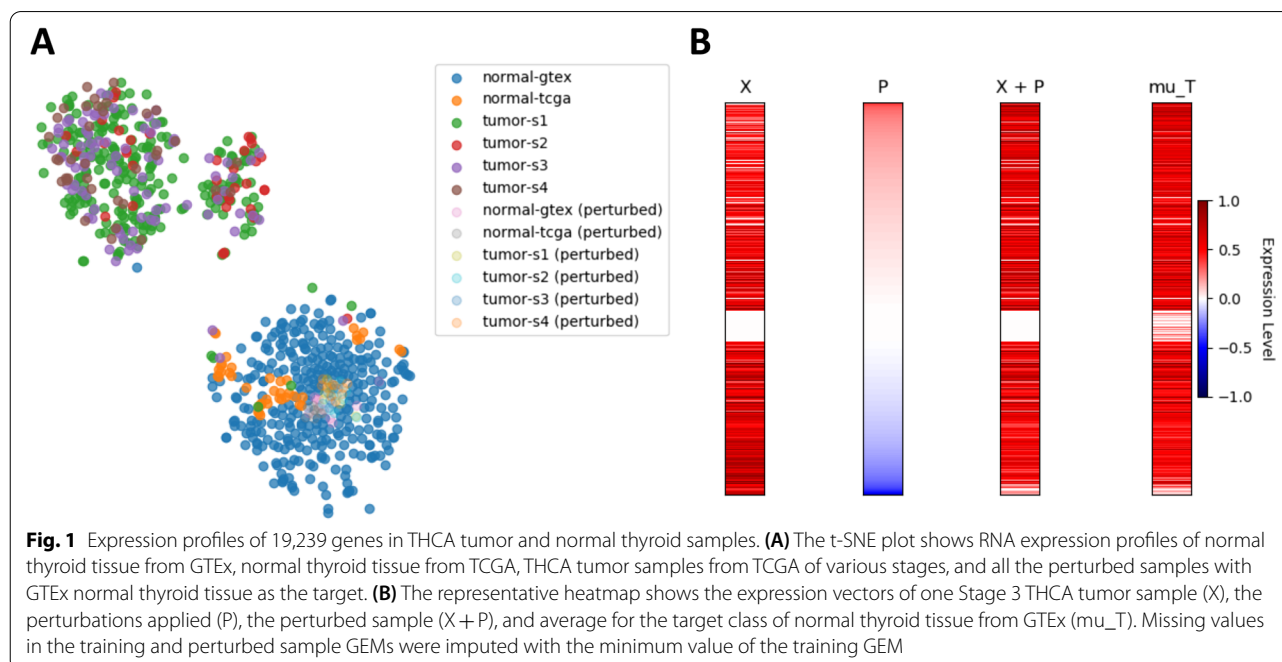 A
normal-gtex
normal-tcga
tumor-s1
tumor-s2
tumor-s3
tumor-s4
normal-gtex (perturbed)
normal-tcga (perturbed)
tumor-s1 (perturbed)
tumor-s2 (perturbed)
tumor-s3 (perturbed)
tumor-s4 (perturbed)
B
X
P
X + P
mu_T
1.0
0.5
0.0
−0.5
−1.0
Expression Level
Fig. 1 Expression profiles of 19,239 genes in THCA tumor and normal thyroid samples. (A) The t-SNE plot shows RNA expression profiles of normal
thyroid tissue from GTEx, normal thyroid tissue from TCGA, THCA tumor samples from TCGA of various stages, and all the perturbed samples with
GTEx normal thyroid tissue as the target. (B) The representative heatmap shows the expression vectors of one Stage 3 THCA tumor sample (X), the
perturbations applied (P), the perturbed sample (X + P), and average for the target class of normal thyroid tissue from GTEx (mu_T). Missing values
in the training and perturbed sample GEMs were imputed with the minimum value of the training GEM